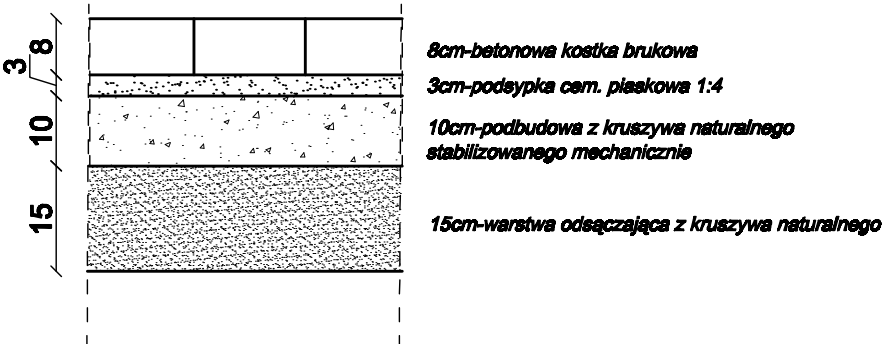 8
8cm-betonowa kostka brukowa
3
3cm-podsypka cem. piaskowa 1:4
10
10cm-podbudowa z kruszywa naturalnego
stabilizowanego mechanicznie
15
15cm-warstwa odsączająca z kruszywa naturalnego